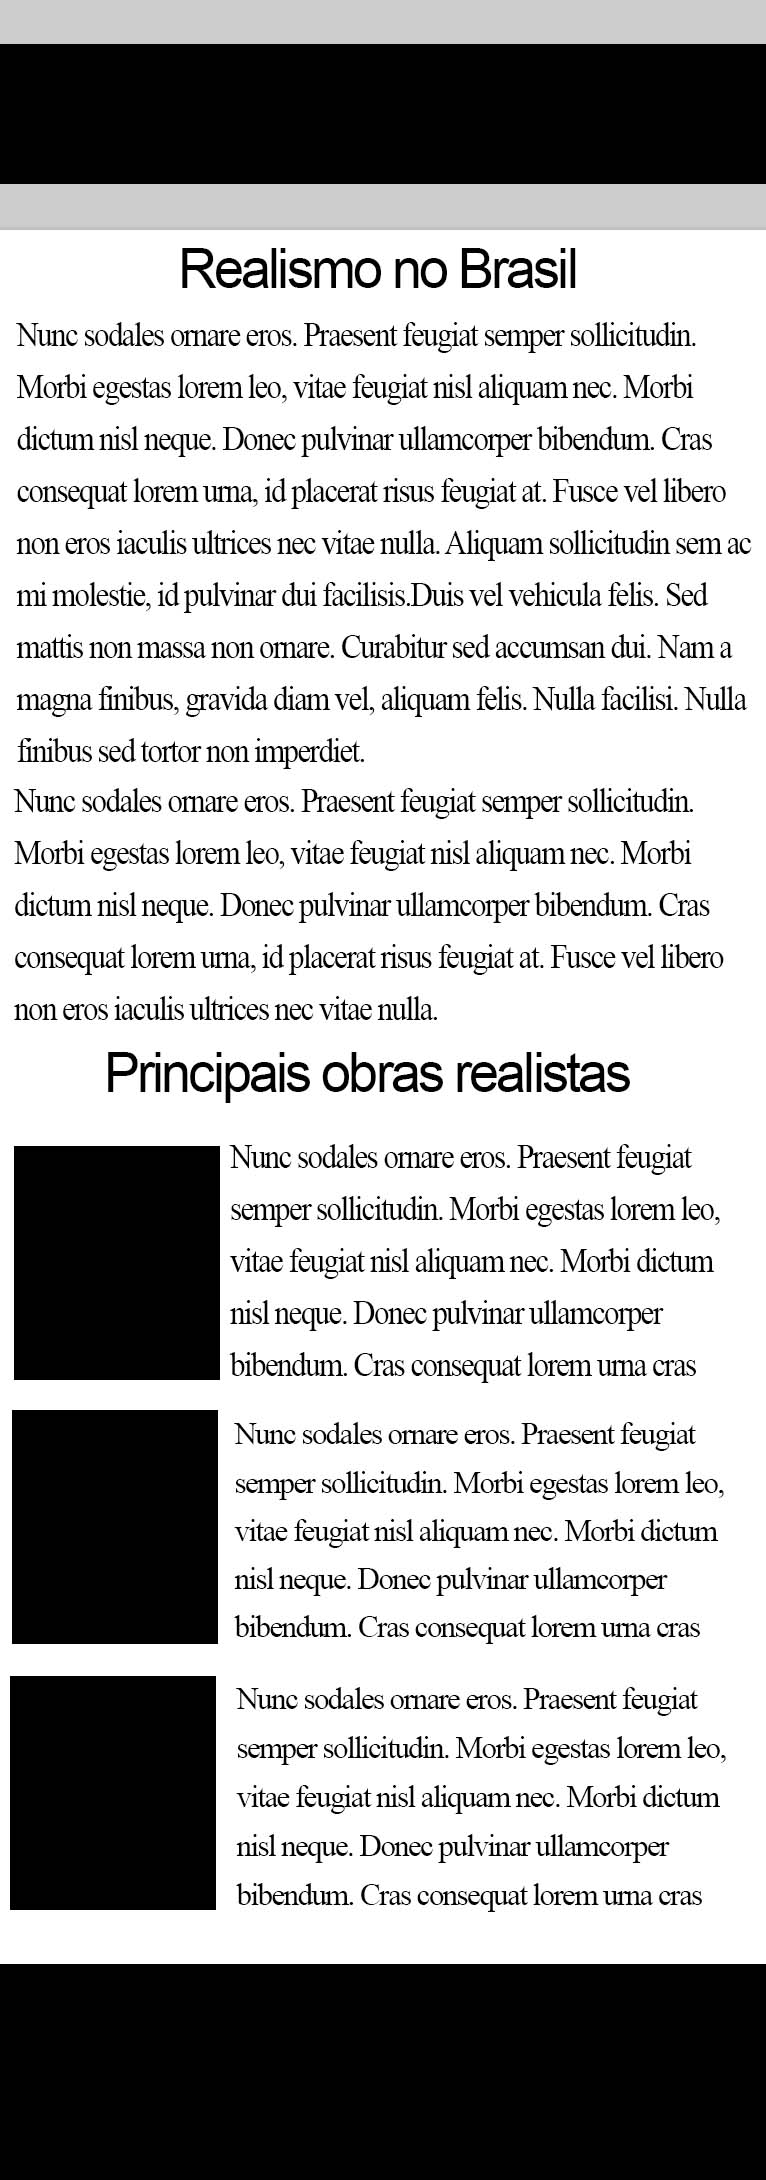 Realismo no Brasil
Nunc sodales ornare eros. Praesent feugiat semper sollicitudin.
Morbi egestas lorem leo, vitae feugiat nisl aliquam nec. Morbi
dictum nisl neque. Donec pulvinar ullamcorper bibendum. Cras
consequat lorem urna, id placerat risus feugiat at. Fusce vel libero
non eros iaculis ultrices nec vitae nulla. Aliquam sollicitudin sem ac
mi molestie, id pulvinar dui facilisis.Duis vel vehicula felis. Sed
mattis non massa non ornare. Curabitur sed accumsan dui. Nam a
magna finibus, gravida diam vel, aliquam felis. Nulla facilisi. Nulla
finibus sed tortor non imperdiet.
Nunc sodales ornare eros. Praesent feugiat semper sollicitudin.
Morbi egestas lorem leo, vitae feugiat nisl aliquam nec. Morbi
dictum nisl neque. Donec pulvinar ullamcorper bibendum. Cras
consequat lorem urna, id placerat risus feugiat at. Fusce vel libero
non eros iaculis ultrices nec vitae nulla.
Principais obras realistas
Nunc sodales ornare eros. Praesent feugiat
semper sollicitudin. Morbi egestas lorem leo,
vitae feugiat nisl aliquam nec. Morbi dictum
nisl neque. Donec pulvinar ullamcorper
bibendum. Cras consequat lorem urna cras
Nunc sodales ornare eros. Praesent feugiat
semper sollicitudin. Morbi egestas lorem leo,
vitae feugiat nisl aliquam nec. Morbi dictum
nisl neque. Donec pulvinar ullamcorper
bibendum. Cras consequat lorem urna cras
Nunc sodales ornare eros. Praesent feugiat
semper sollicitudin. Morbi egestas lorem leo,
vitae feugiat nisl aliquam nec. Morbi dictum
nisl neque. Donec pulvinar ullamcorper
bibendum. Cras consequat lorem urna cras